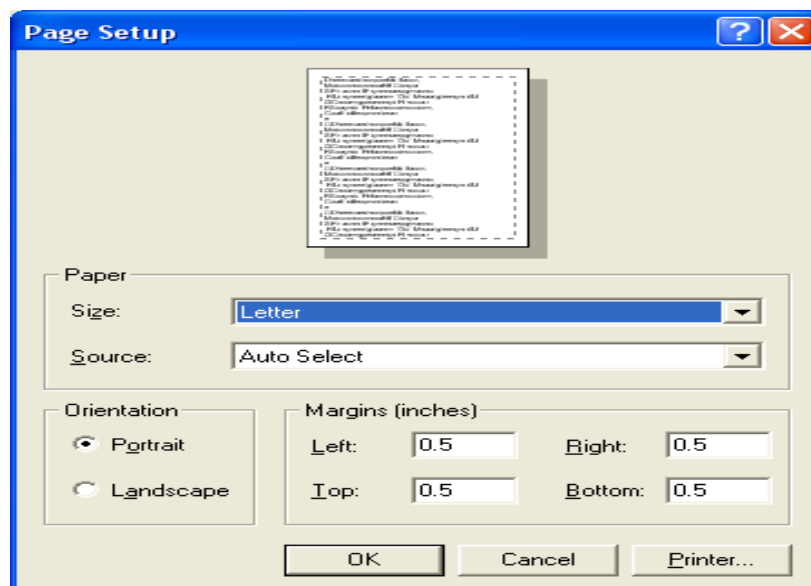 Page Setup
Paper
Size: Letter
Source: Auto Select
Orientation
Portrait
Landscape
Margins (inches)
Left: 0.5 Right: 0.5
Top: 0.5 Bottom: 0.5
OK Cancel Printer...